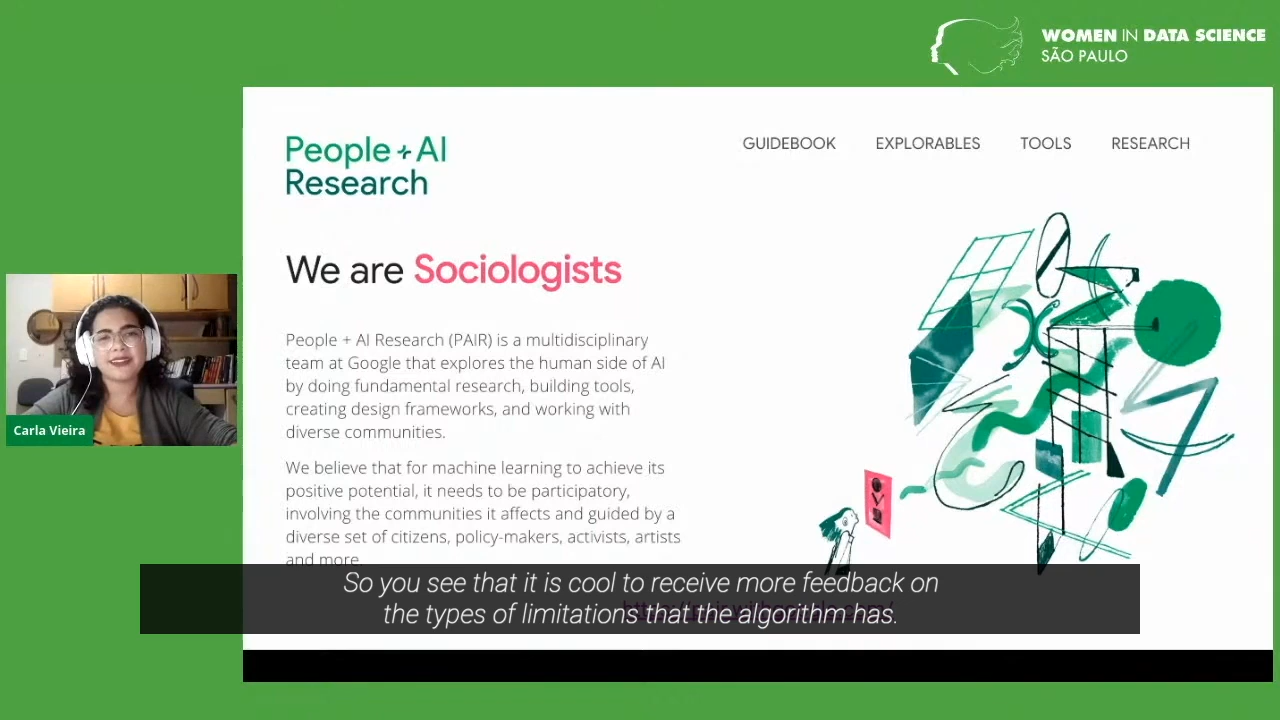 WOMEN IN DATA SCIENCE
SÃO PAULO
People + AI
Research
GUIDEBOOK EXPLORABLES TOOLS RESEARCH
We are Sociologists
People + AI Research (PAIR) is a multidisciplinary
team at Google that explores the human side of AI
by doing fundamental research, building tools,
creating design frameworks, and working with
diverse communities.
We believe that for machine learning to achieve its
positive potential, it needs to be participatory,
involving the communities it affects and guided by a
diverse set of citizens, policy-makers, activists, artists
and more.
Carla Vieira
So you see that it is cool to receive more feedback on
the types of limitations that the algorithm has.